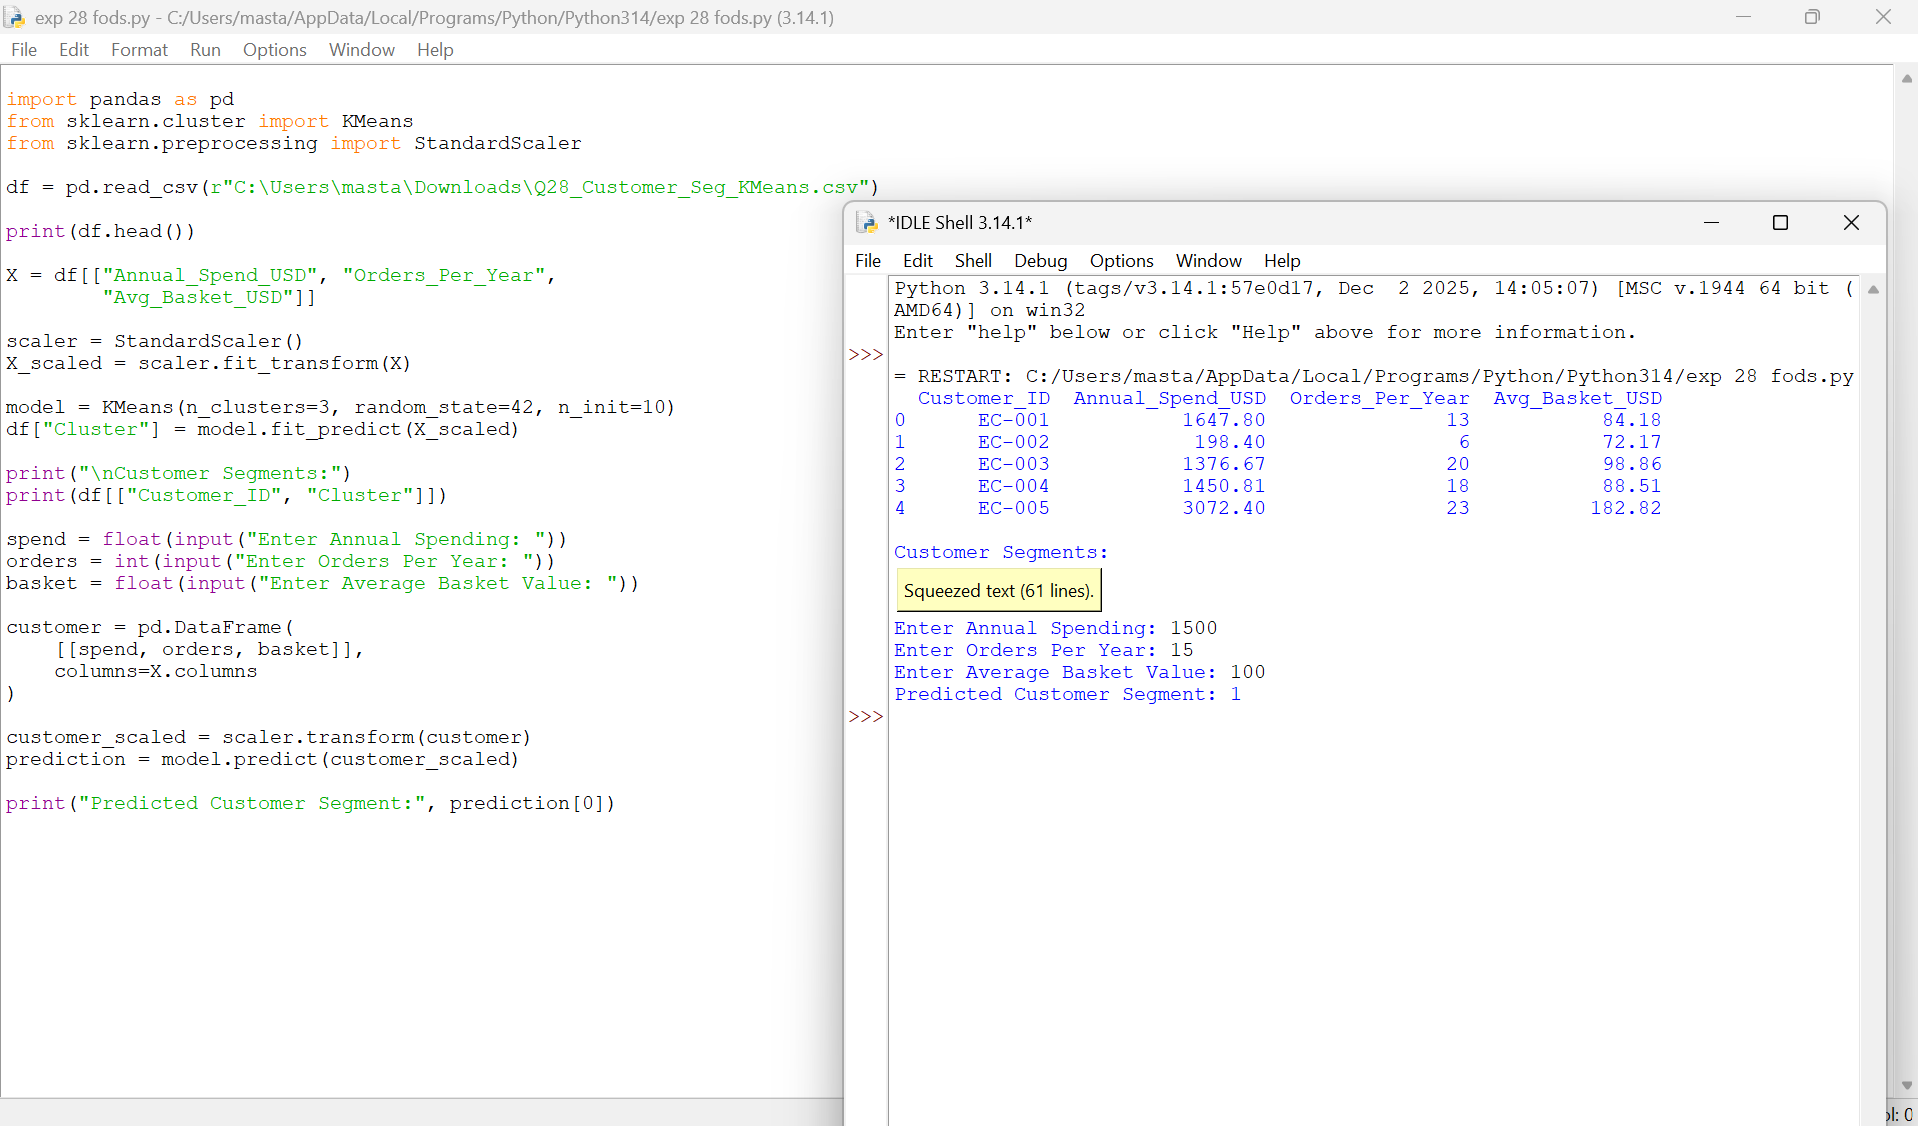 exp 28 fods.py - C:/Users/masta/AppData/Local/Programs/Python/Python314/exp 28 fods.py (3.14.1)
File Edit Format Run Options Window Help
import pandas as pd
from sklearn.cluster import KMeans
from sklearn.preprocessing import StandardScaler
df = pd.read_csv(r"C:\Users\masta\Downloads\Q28_Customer_Seg_KMeans.csv")
print(df.head())
X = df[["Annual_Spend_USD", "Orders_Per_Year",
        "Avg_Basket_USD"]]
scaler = StandardScaler()
X_scaled = scaler.fit_transform(X)
model = KMeans(n_clusters=3, random_state=42, n_init=10)
df["Cluster"] = model.fit_predict(X_scaled)
print("\nCustomer Segments:")
print(df[["Customer_ID", "Cluster"]])
spend = float(input("Enter Annual Spending: "))
orders = int(input("Enter Orders Per Year: "))
basket = float(input("Enter Average Basket Value: "))
customer = pd.DataFrame(
    [[spend, orders, basket]],
    columns=X.columns
)
customer_scaled = scaler.transform(customer)
prediction = model.predict(customer_scaled)
print("Predicted Customer Segment:", prediction[0])
*IDLE Shell 3.14.1*
File Edit Shell Debug Options Window Help
Python 3.14.1 (tags/v3.14.1:57e0d17, Dec  2 2025, 14:05:07) [MSC v.1944 64 bit (
AMD64)] on win32
Enter "help" below or click "Help" above for more information.
>>>
= RESTART: C:/Users/masta/AppData/Local/Programs/Python/Python314/exp 28 fods.py
  Customer_ID  Annual_Spend_USD  Orders_Per_Year  Avg_Basket_USD
0      EC-001           1647.80               13           84.18
1      EC-002            198.40                6           72.17
2      EC-003           1376.67               20           98.86
3      EC-004           1450.81               18           88.51
4      EC-005           3072.40               23          182.82
Customer Segments:
Squeezed text (61 lines).
Enter Annual Spending: 1500
Enter Orders Per Year: 15
Enter Average Basket Value: 100
Predicted Customer Segment: 1
>>>
ol: 0